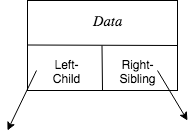 Data
Left-
Child
Right-
Sibling